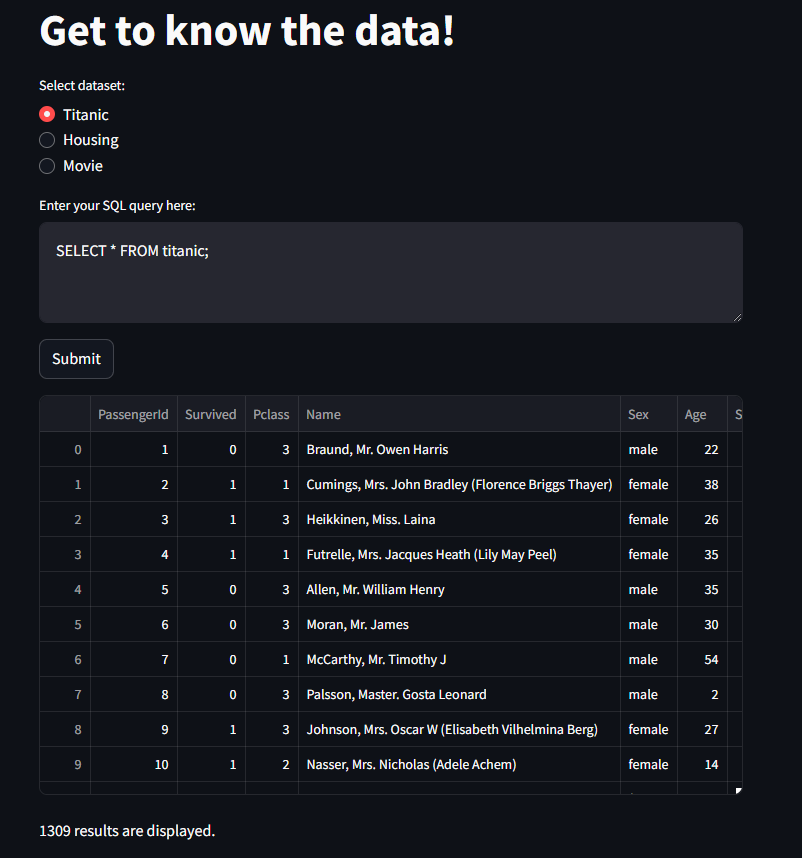 Get to know the data!
Select dataset:
Titanic
Housing
Movie
Enter your SQL query here:
SELECT * FROM titanic;
Submit
PassengerId Survived Pclass Name Sex Age S
0 1 0 3 Braund, Mr. Owen Harris male 22
1 2 1 1 Cumings, Mrs. John Bradley (Florence Briggs Thayer) female 38
2 3 1 3 Heikkinen, Miss. Laina female 26
3 4 1 1 Futrelle, Mrs. Jacques Heath (Lily May Peel) female 35
4 5 0 3 Allen, Mr. William Henry male 35
5 6 0 3 Moran, Mr. James male 30
6 7 0 1 McCarthy, Mr. Timothy J male 54
7 8 0 3 Palsson, Master. Gosta Leonard male 2
8 9 1 3 Johnson, Mrs. Oscar W (Elisabeth Vilhelmina Berg) female 27
9 10 1 2 Nasser, Mrs. Nicholas (Adele Achem) female 14
1309 results are displayed.